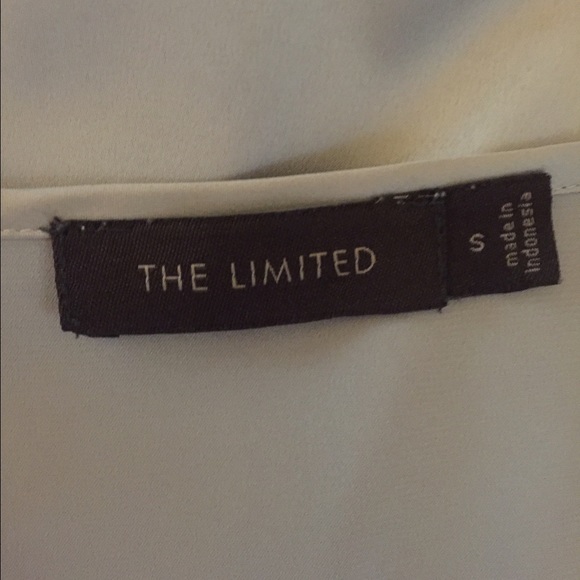 THE LIMITED
S
made in
indonesia